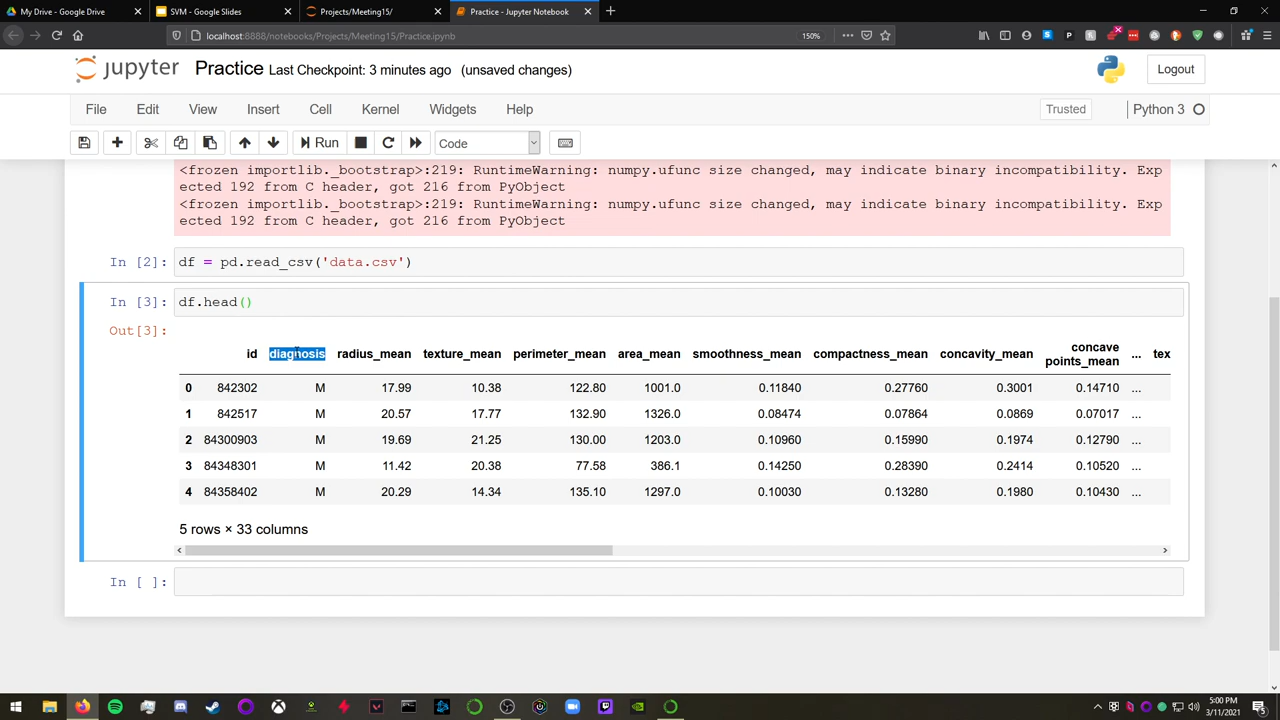 My Drive - Google Drive
SVM - Google Slides
Projects/Meeting15/
Practice - Jupyter Notebook
localhost:8888/notebooks/Projects/Meeting15/Practice.ipynb
150%
jupyter Practice Last Checkpoint: 3 minutes ago (unsaved changes)
Logout
File Edit View Insert Cell Kernel Widgets Help
Trusted
Python 3
Run
Code
<frozen importlib._bootstrap>:219: RuntimeWarning: numpy.ufunc size changed, may indicate binary incompatibility. Exp
ected 192 from C header, got 216 from PyObject
<frozen importlib._bootstrap>:219: RuntimeWarning: numpy.ufunc size changed, may indicate binary incompatibility. Exp
ected 192 from C header, got 216 from PyObject
In [2]: df = pd.read_csv('data.csv')
In [3]: df.head()
Out[3]:
id diagnosis radius_mean texture_mean perimeter_mean area_mean smoothness_mean compactness_mean concavity_mean concave points_mean ... tex
0 842302 M 17.99 10.38 122.80 1001.0 0.11840 0.27760 0.3001 0.14710 ...
1 842517 M 20.57 17.77 132.90 1326.0 0.08474 0.07864 0.0869 0.07017 ...
2 84300903 M 19.69 21.25 130.00 1203.0 0.10960 0.15990 0.1974 0.12790 ...
3 84348301 M 11.42 20.38 77.58 386.1 0.14250 0.28390 0.2414 0.10520 ...
4 84358402 M 20.29 14.34 135.10 1297.0 0.10030 0.13280 0.1980 0.10430 ...
5 rows × 33 columns
In [ ]:
5:00 PM
3/11/2021